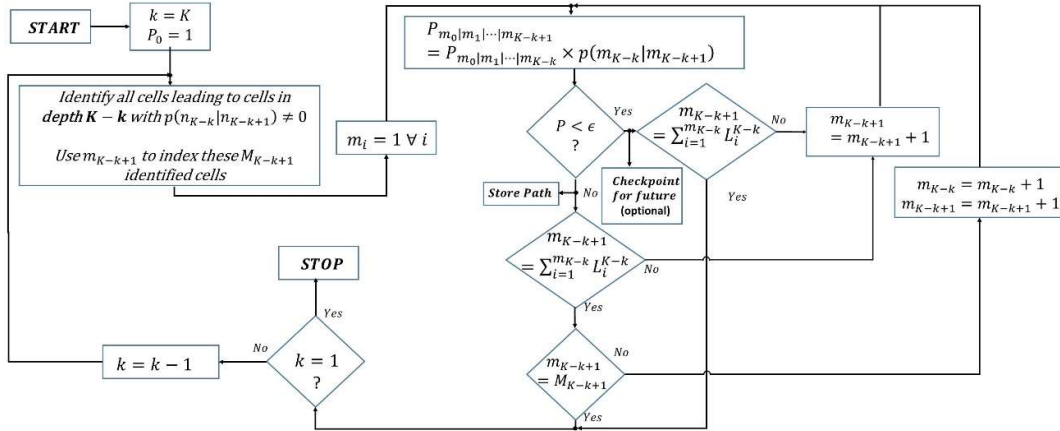 START
k = K
P_0 = 1
Identify all cells leading to cells in
depth K − k with p(n_{K−k}|n_{K−k+1}) ≠ 0
Use m_{K−k+1} to index these M_{K−k+1}
identified cells
m_i = 1 ∀ i
P_{m_0|m_1|⋯|m_{K−k+1}}
= P_{m_0|m_1|⋯|m_{K−k}} × p(m_{K−k}|m_{K−k+1})
P < ϵ
?
Yes
No
Store Path
Checkpoint
for future
(optional)
m_{K−k+1}
= ∑_{i=1}^{m_{K−k}} L_i^{K−k}
No
Yes
m_{K−k+1}
= m_{K−k+1} + 1
m_{K−k} = m_{K−k} + 1
m_{K−k+1} = m_{K−k+1} + 1
m_{K−k+1}
= ∑_{i=1}^{m_{K−k}} L_i^{K−k}
No
Yes
m_{K−k+1}
= M_{K−k+1}
No
Yes
k = 1
?
Yes
No
STOP
k = k − 1